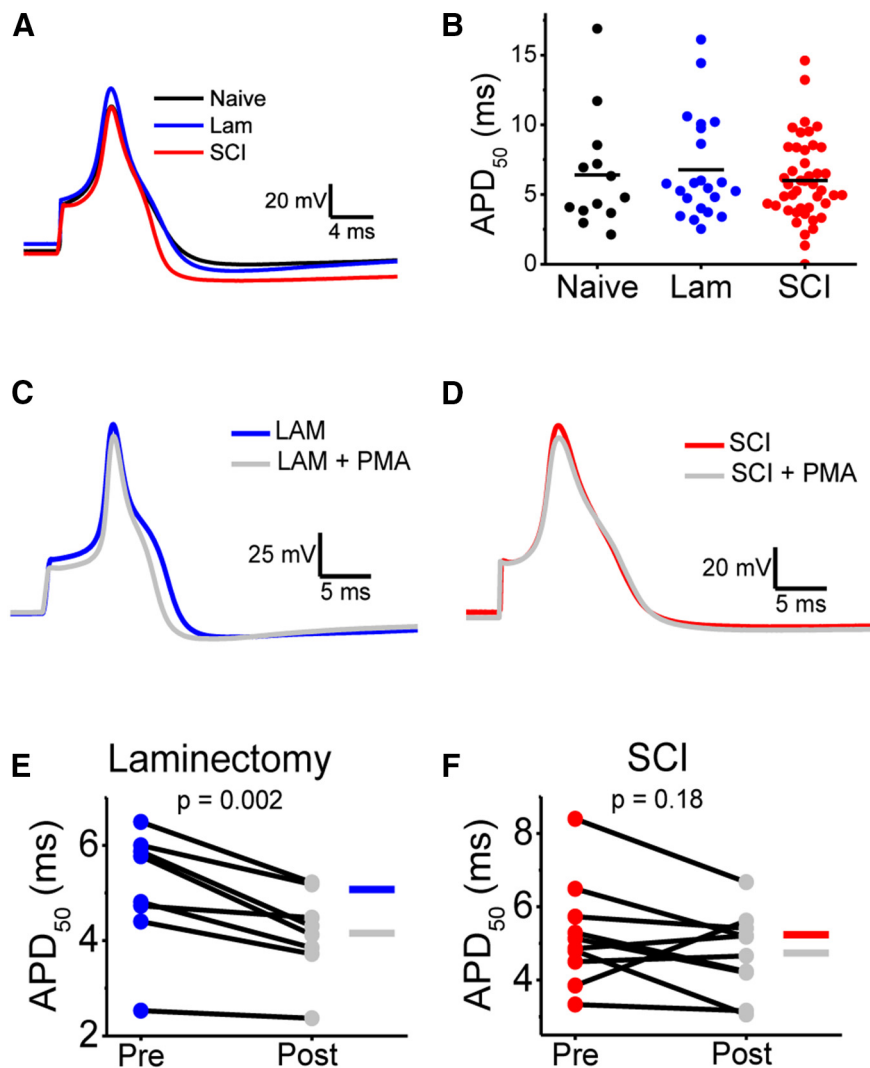 A
Naive
Lam
SCI
20 mV
4 ms
B
APD50 (ms)
15
10
5
0
Naive Lam SCI
C
LAM
LAM + PMA
25 mV
5 ms
D
SCI
SCI + PMA
20 mV
5 ms
E
Laminectomy
p = 0.002
APD50 (ms)
6
4
2
Pre Post
F
SCI
p = 0.18
APD50 (ms)
8
6
4
Pre Post